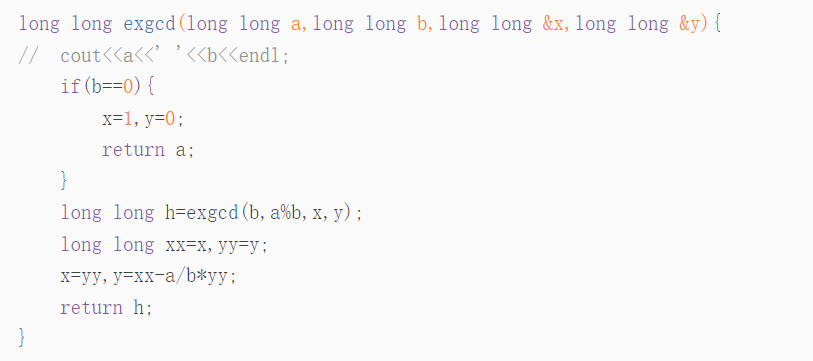 long long exgcd(long long a,long long b,long long &x,long long &y){
//  cout<<a<<' '<<b<<endl;
    if(b==0){
        x=1,y=0;
        return a;
    }
    long long h=exgcd(b,a%b,x,y);
    long long xx=x,yy=y;
    x=yy,y=xx-a/b*yy;
    return h;
}